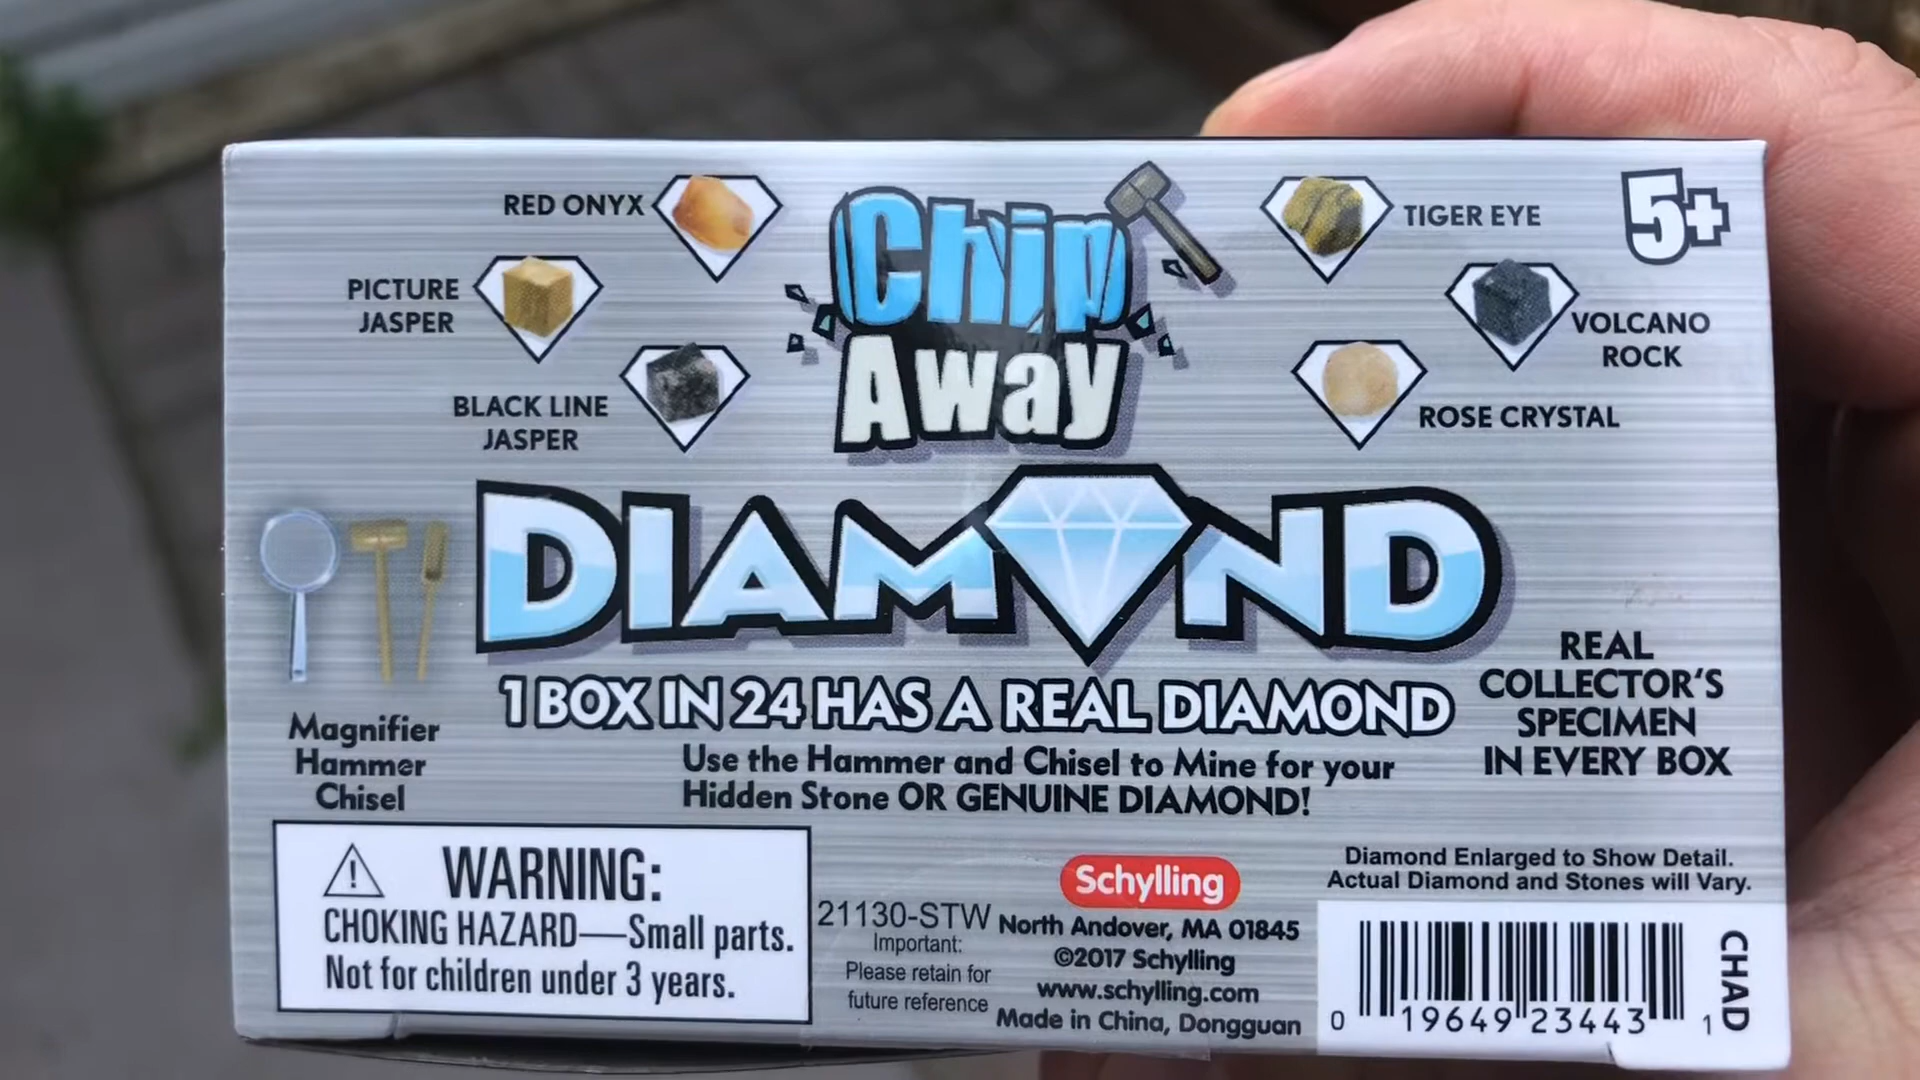 RED ONYX
PICTURE
JASPER
BLACK LINE
JASPER
Chip
Away
TIGER EYE
5+
VOLCANO
ROCK
ROSE CRYSTAL
DIAMOND
1 BOX IN 24 HAS A REAL DIAMOND
Use the Hammer and Chisel to Mine for your
Hidden Stone OR GENUINE DIAMOND!
Magnifier
Hammer
Chisel
REAL
COLLECTOR'S
SPECIMEN
IN EVERY BOX
WARNING:
CHOKING HAZARD—Small parts.
Not for children under 3 years.
21130-STW
Important:
Please retain for
future reference
Schylling
North Andover, MA 01845
©2017 Schylling
www.schylling.com
Made in China, Dongguan
Diamond Enlarged to Show Detail.
Actual Diamond and Stones will Vary.
0 19649 23443 1
CHAD